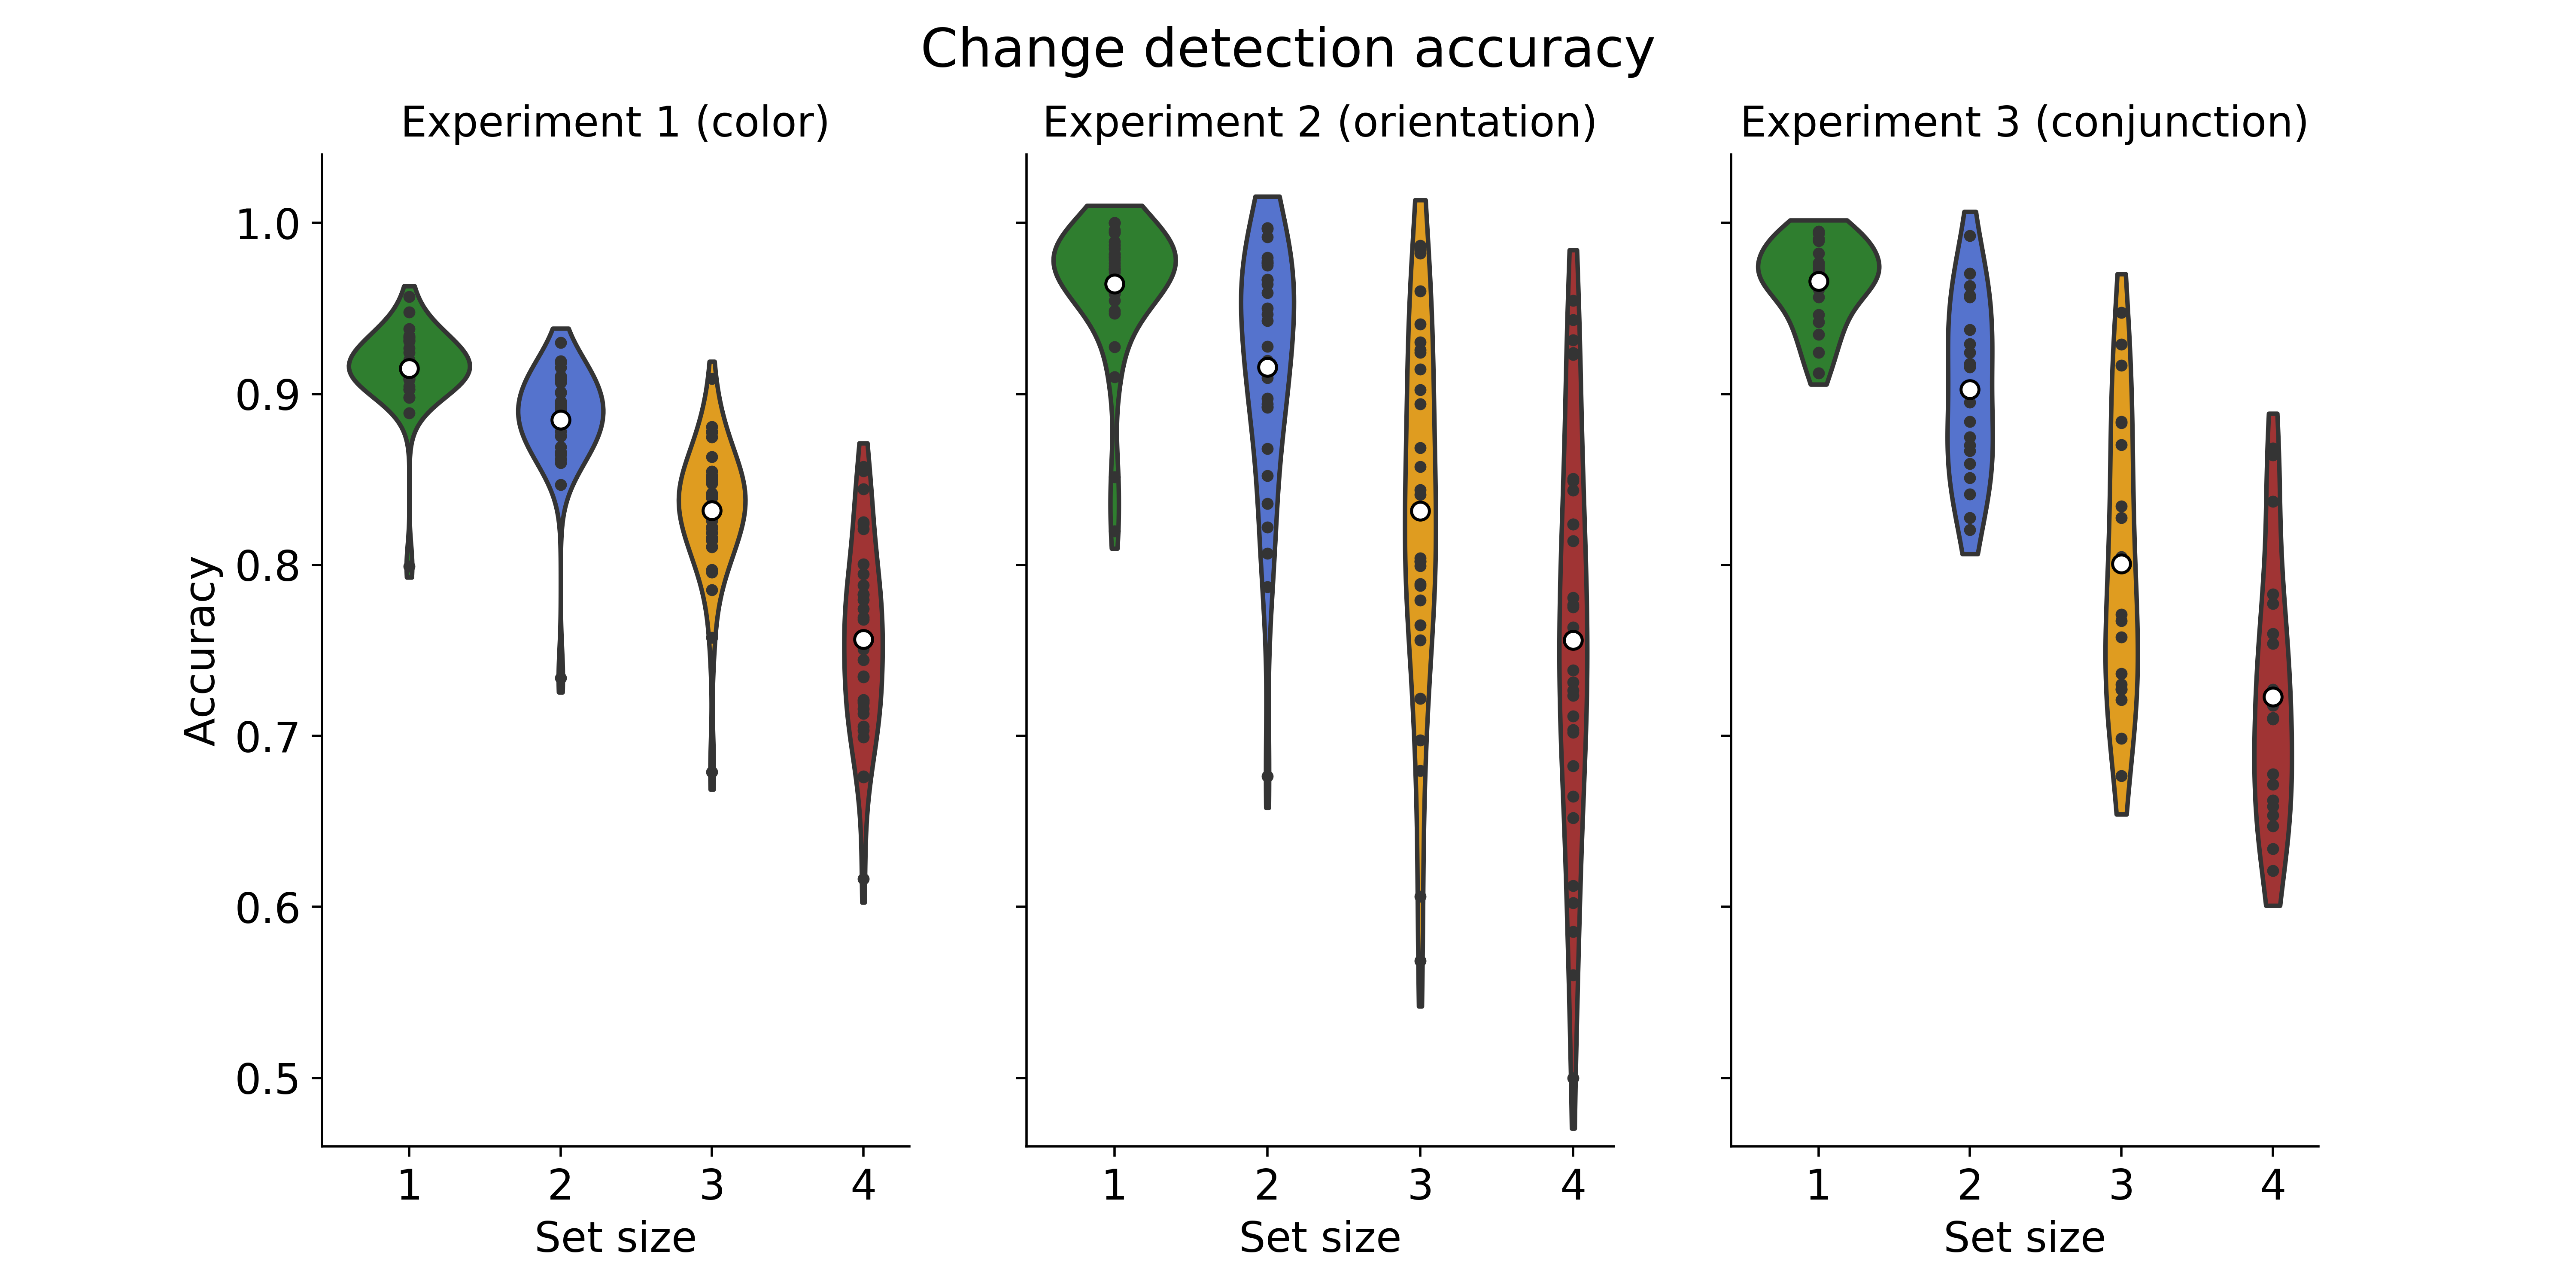 Change detection accuracy
Experiment 1 (color)
Experiment 2 (orientation)
Experiment 3 (conjunction)
Accuracy
1.0
0.9
0.8
0.7
0.6
0.5
1 2 3 4
Set size
1 2 3 4
Set size
1 2 3 4
Set size